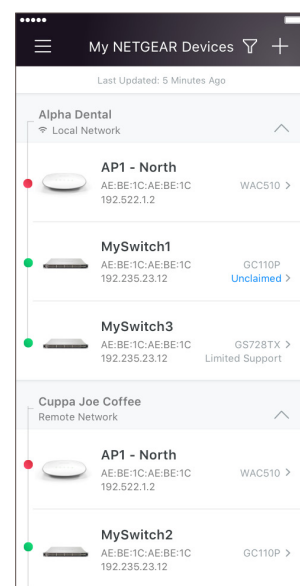 My NETGEAR Devices
Last Updated: 5 Minutes Ago
Alpha Dental
Local Network
AP1 - North
AE:BE:1C:AE:BE:1C
WAC510
192.522.1.2
MySwitch1
AE:BE:1C:AE:BE:1C
GC110P
192.235.23.12
Unclaimed
MySwitch3
AE:BE:1C:AE:BE:1C
GS728TX
192.235.23.12
Limited Support
Cuppa Joe Coffee
Remote Network
AP1 - North
AE:BE:1C:AE:BE:1C
WAC510
192.522.1.2
MySwitch2
AE:BE:1C:AE:BE:1C
GC110P
192.235.23.12